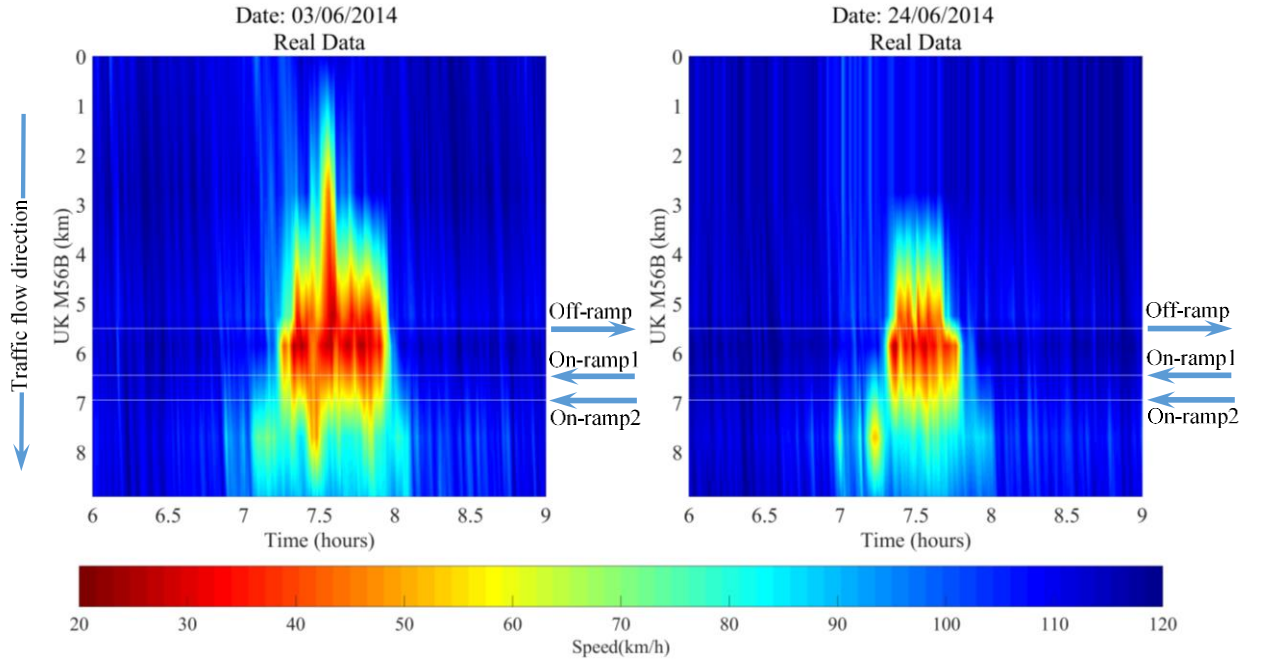 Date: 03/06/2014
Real Data
Date: 24/06/2014
Real Data
Traffic flow direction
UK M56B (km)
0
1
2
3
4
5
6
7
8
6
6.5
7
7.5
8
8.5
9
Time (hours)
Off-ramp
On-ramp1
On-ramp2
UK M56B (km)
0
1
2
3
4
5
6
7
8
6
6.5
7
7.5
8
8.5
9
Time (hours)
Off-ramp
On-ramp1
On-ramp2
20
30
40
50
60
70
80
90
100
110
120
Speed(km/h)